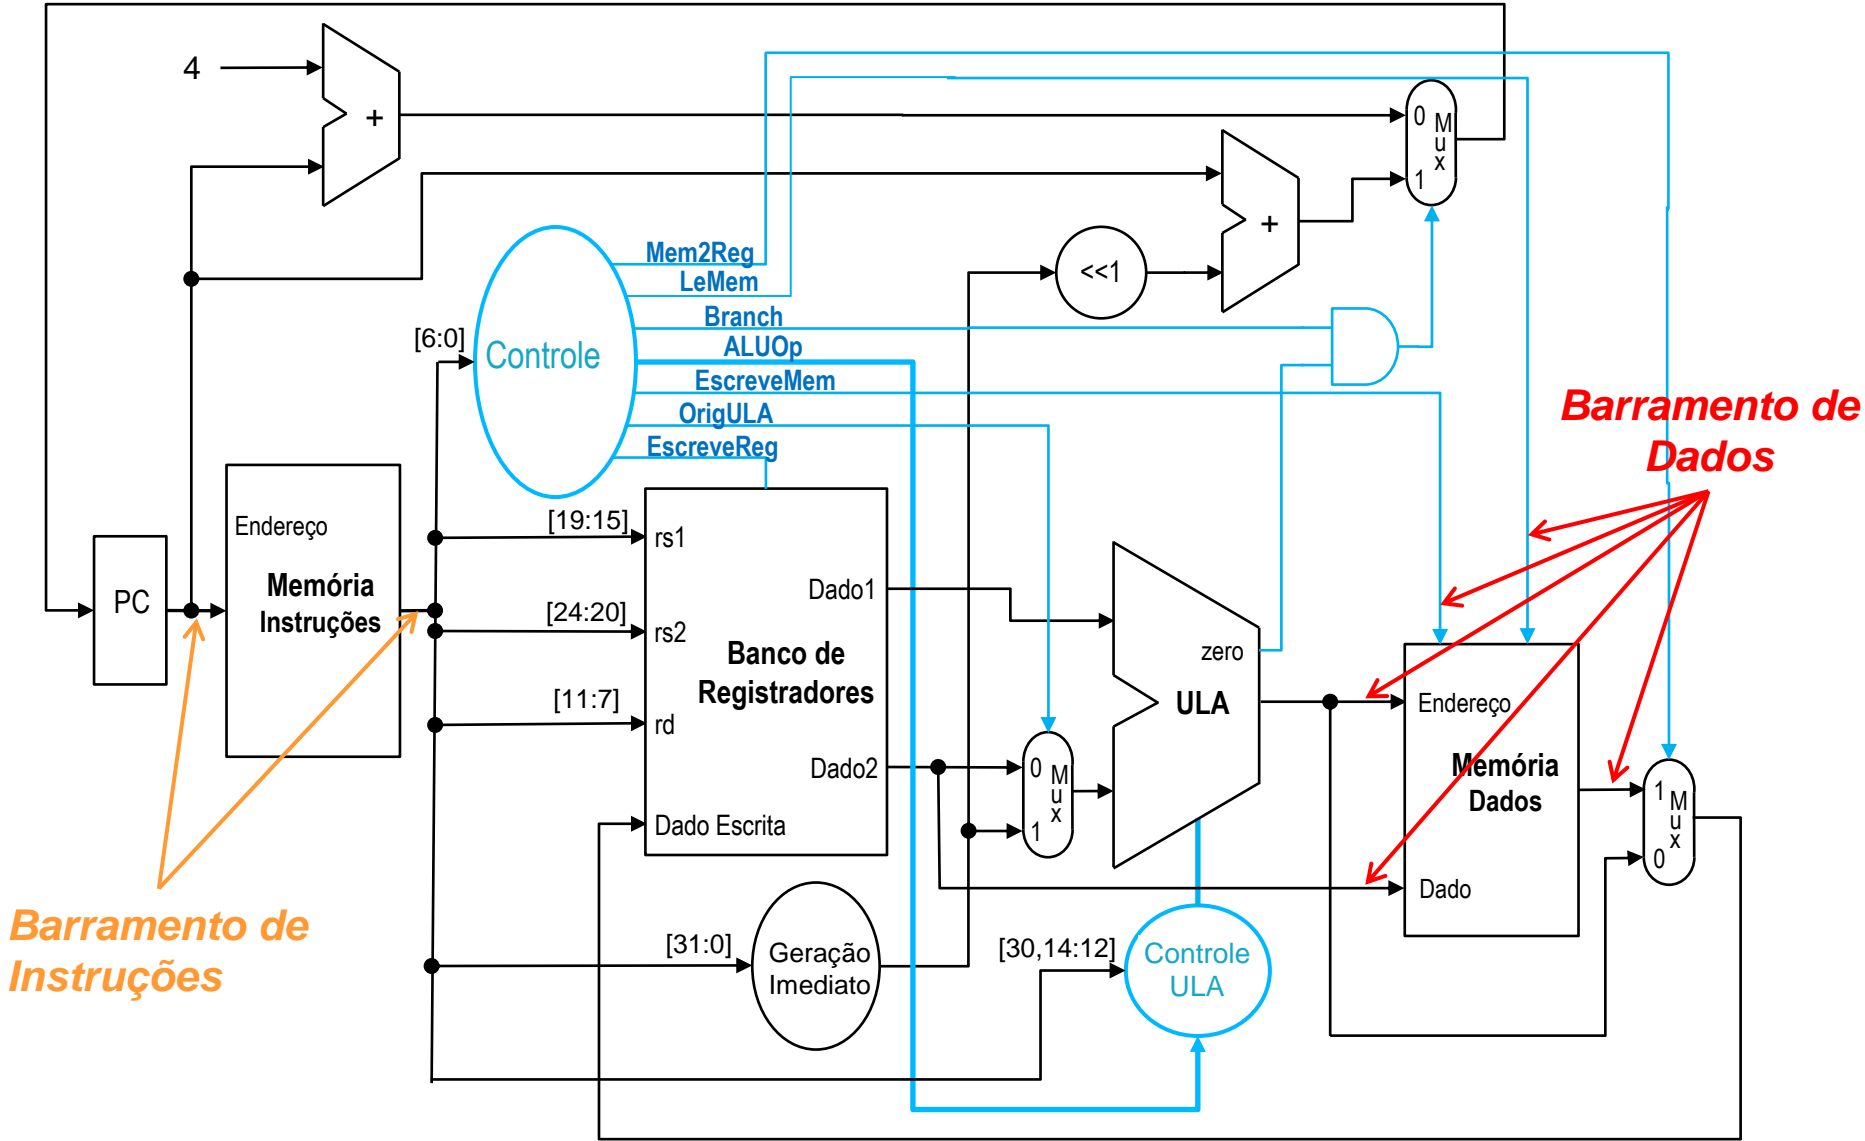 4
+
0
Mux
1
+
<<1
Mem2Reg
LeMem
Branch
ALUOp
EscreveMem
OrigULA
EscreveReg
[6:0]
Controle
Barramento de
Dados
Endereço
Memória
Instruções
PC
[19:15]
rs1
[24:20]
rs2
[11:7]
rd
Dado1
Banco de
Registradores
Dado2
Dado Escrita
0
Mux
1
zero
ULA
Endereço
Memória
Dados
Dado
1
Mux
0
Barramento de
Instruções
[31:0]
Geração
Imediato
[30,14:12]
Controle
ULA